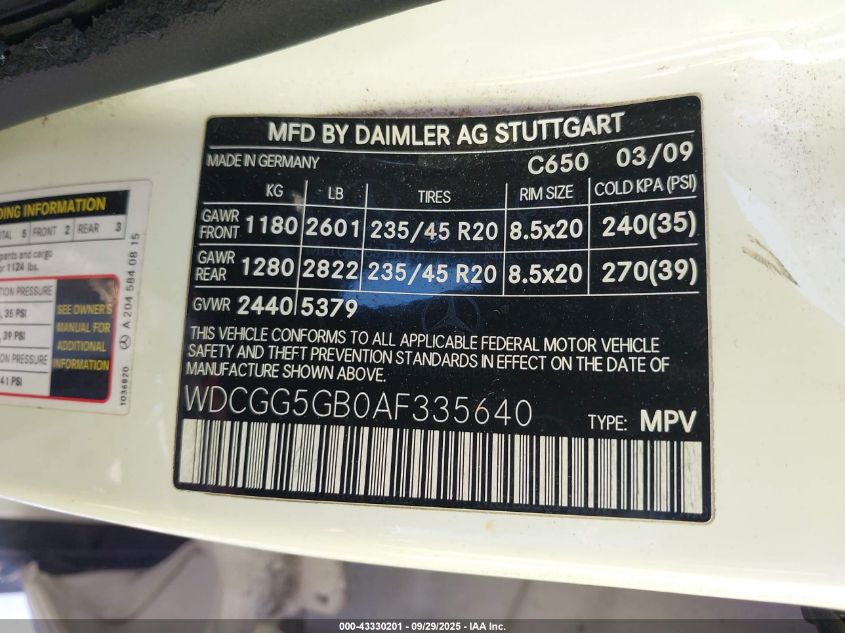 MFD BY DAIMLER AG STUTTGART
MADE IN GERMANY C650 03/09
KG LB TIRES RIM SIZE COLD KPA (PSI)
GAWR FRONT 1180 2601 235/45 R20 8.5x20 240(35)
GAWR REAR 1280 2822 235/45 R20 8.5x20 270(39)
GVWR 2440 5379
THIS VEHICLE CONFORMS TO ALL APPLICABLE FEDERAL MOTOR VEHICLE
SAFETY AND THEFT PREVENTION STANDARDS IN EFFECT ON THE DATE OF
MANUFACTURE SHOWN ABOVE.
WDCGG5GB0AF335640 TYPE: MPV
INFORMATION
5 FRONT 2 REAR 3
and cargo
1124 lbs.
PRESSURE
35 PSI
39 PSI
PRESSURE
41 PSI
SEE OWNER'S
MANUAL FOR
ADDITIONAL
INFORMATION
A 204 584 08 15
1036820
000-43330201 - 09/29/2025 - IAA Inc.